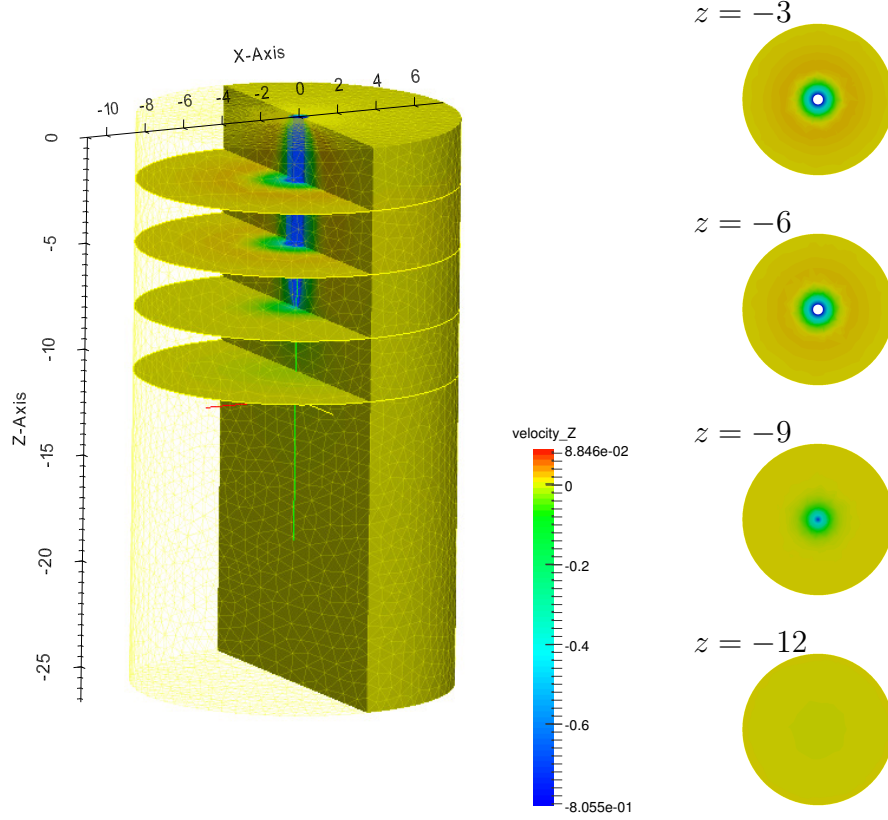 X-Axis
-10 -8 -6 -4 -2 0 2 4 6
Z-Axis
0
-5
-10
-15
-20
-25
velocity_Z
8.846e-02
0
-0.2
-0.4
-0.6
-8.055e-01
z = −3
z = −6
z = −9
z = −12